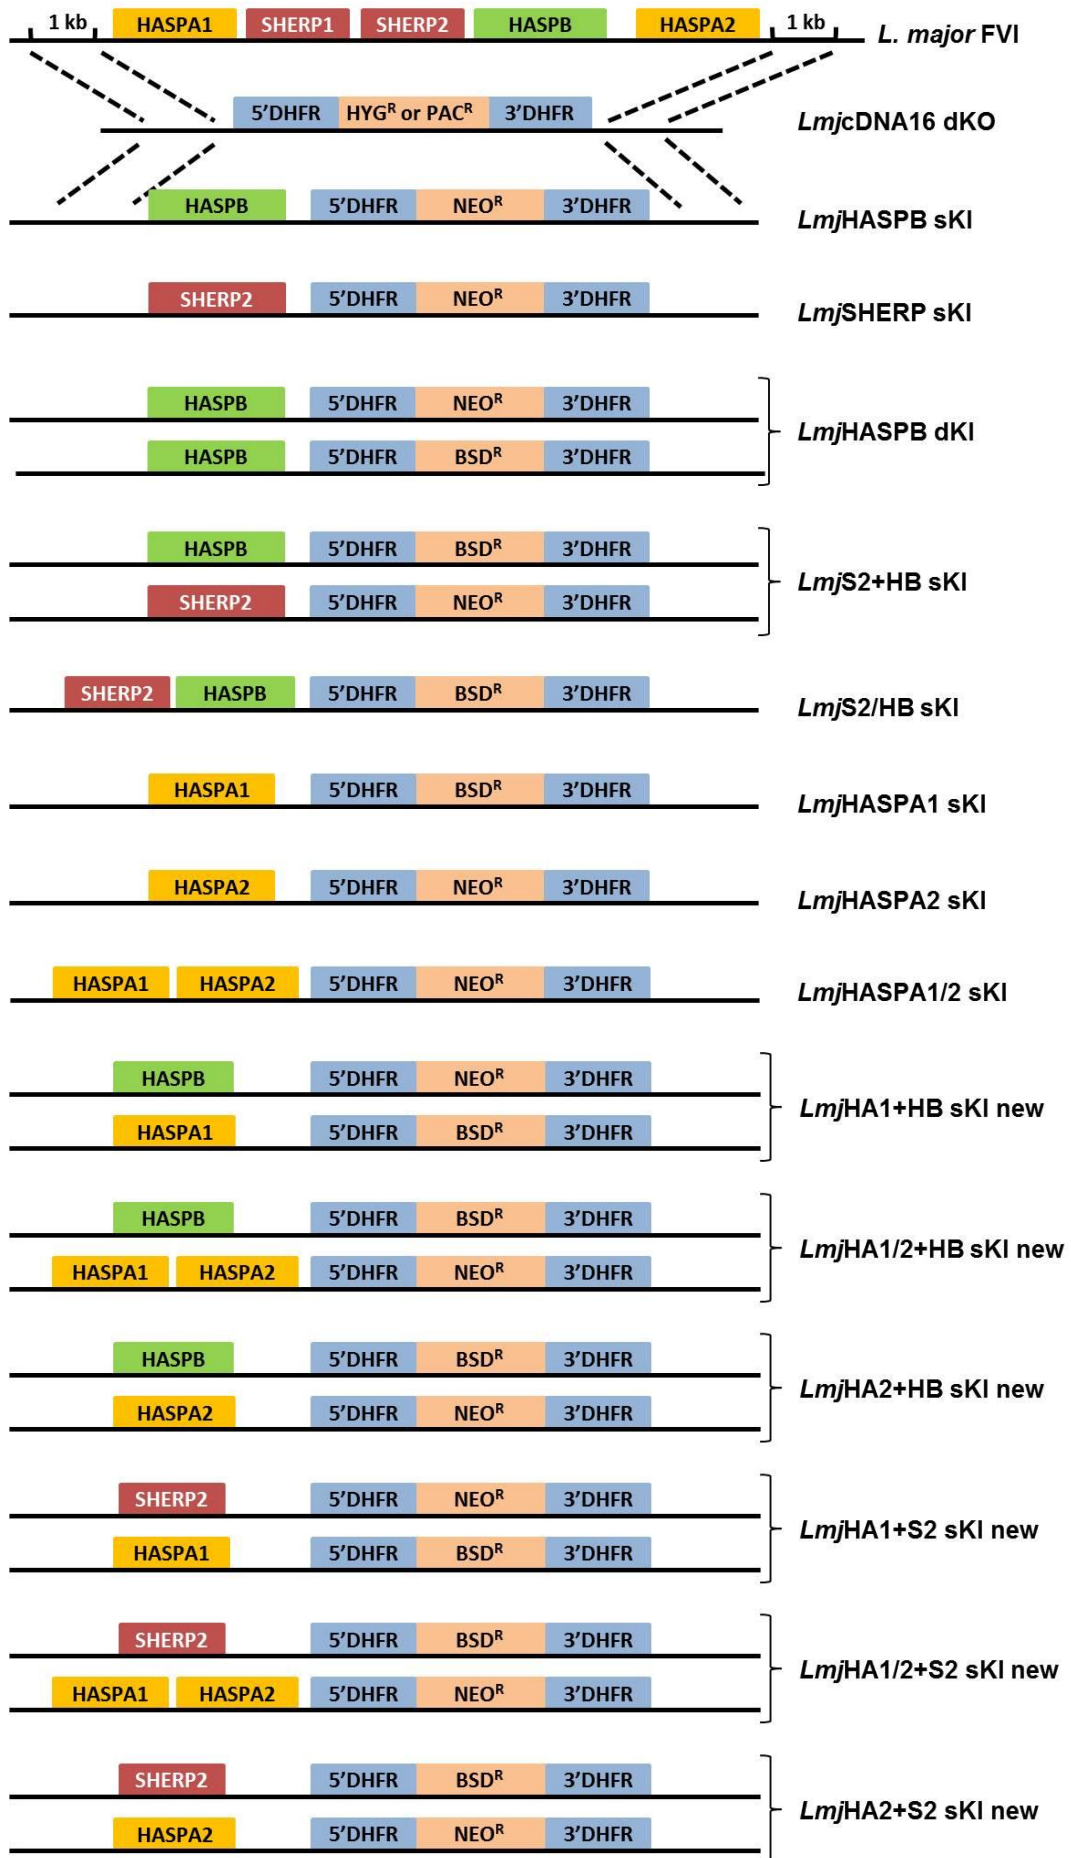 1 kb HASPA1 SHERP1 SHERP2 HASPB HASPA2 1 kb L. major FVI
5'DHFR HYGᴿ or PACᴿ 3'DHFR LmjcDNA16 dKO
HASPB 5'DHFR NEOᴿ 3'DHFR LmjHASPB sKI
SHERP2 5'DHFR NEOᴿ 3'DHFR LmjSHERP sKI
HASPB 5'DHFR NEOᴿ 3'DHFR
LmjHASPB dKI
HASPB 5'DHFR BSDᴿ 3'DHFR
HASPB 5'DHFR BSDᴿ 3'DHFR
LmjS2+HB sKI
SHERP2 5'DHFR NEOᴿ 3'DHFR
SHERP2 HASPB 5'DHFR BSDᴿ 3'DHFR LmjS2/HB sKI
HASPA1 5'DHFR BSDᴿ 3'DHFR LmjHASPA1 sKI
HASPA2 5'DHFR NEOᴿ 3'DHFR LmjHASPA2 sKI
HASPA1 HASPA2 5'DHFR NEOᴿ 3'DHFR LmjHASPA1/2 sKI
HASPB 5'DHFR NEOᴿ 3'DHFR
LmjHA1+HB sKI new
HASPA1 5'DHFR BSDᴿ 3'DHFR
HASPB 5'DHFR BSDᴿ 3'DHFR
LmjHA1/2+HB sKI new
HASPA1 HASPA2 5'DHFR NEOᴿ 3'DHFR
HASPB 5'DHFR BSDᴿ 3'DHFR
LmjHA2+HB sKI new
HASPA2 5'DHFR NEOᴿ 3'DHFR
SHERP2 5'DHFR NEOᴿ 3'DHFR
LmjHA1+S2 sKI new
HASPA1 5'DHFR BSDᴿ 3'DHFR
SHERP2 5'DHFR BSDᴿ 3'DHFR
LmjHA1/2+S2 sKI new
HASPA1 HASPA2 5'DHFR NEOᴿ 3'DHFR
SHERP2 5'DHFR BSDᴿ 3'DHFR
LmjHA2+S2 sKI new
HASPA2 5'DHFR NEOᴿ 3'DHFR